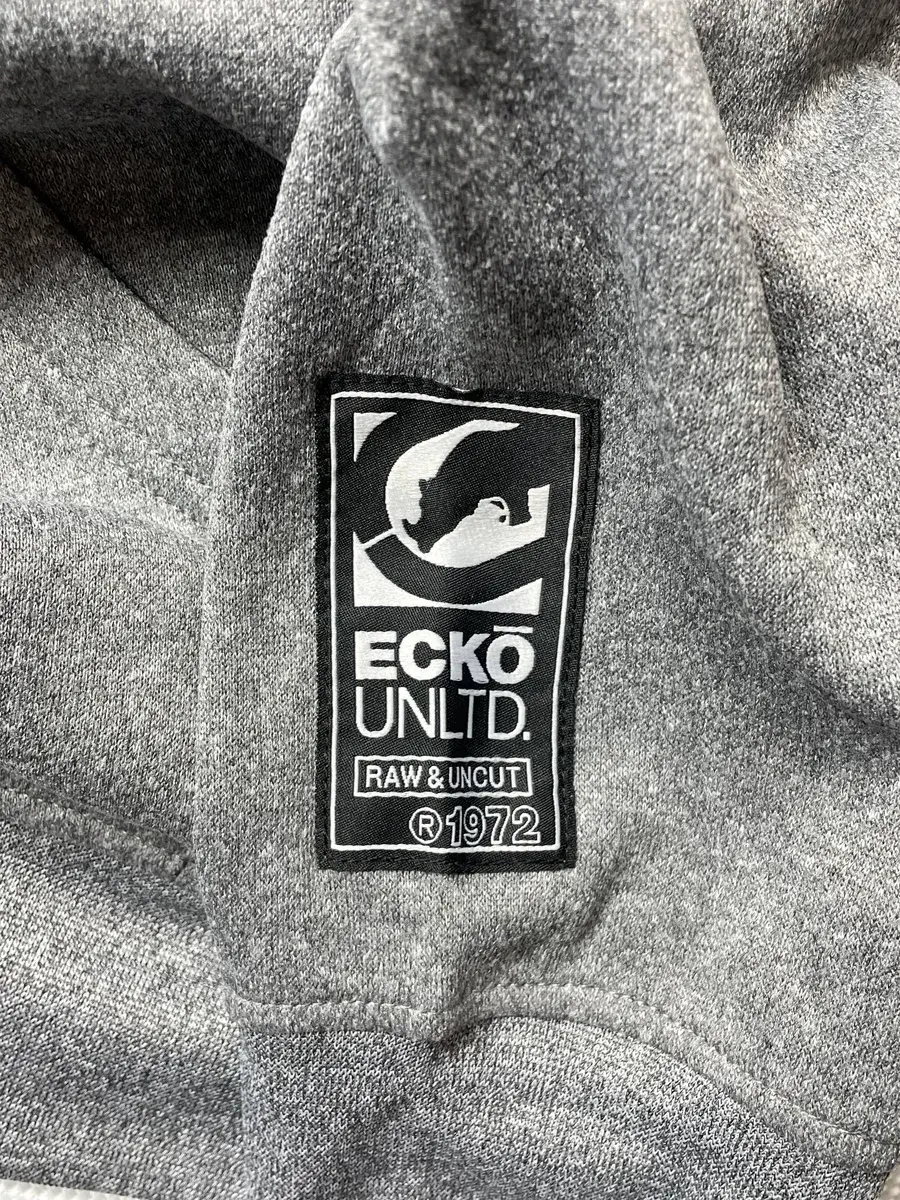 ECKŌ
UNLTD.
RAW & UNCUT
®1972